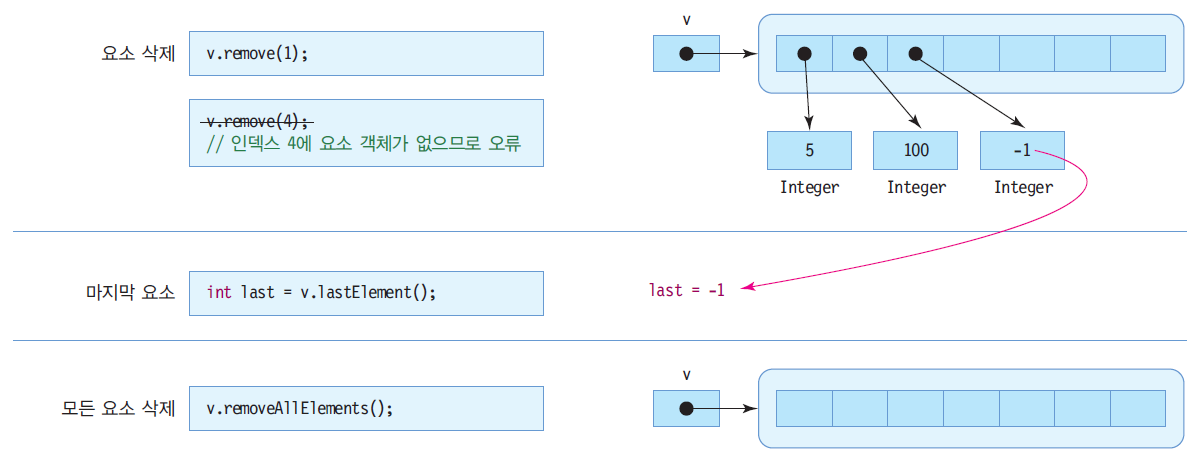 v
요소 삭제
v.remove(1);
v.remove(4);
// 인덱스 4에 요소 객체가 없으므로 오류
5
100
-1
Integer
Integer
Integer
마지막 요소
int last = v.lastElement();
last = -1
v
모든 요소 삭제
v.removeAllElements();